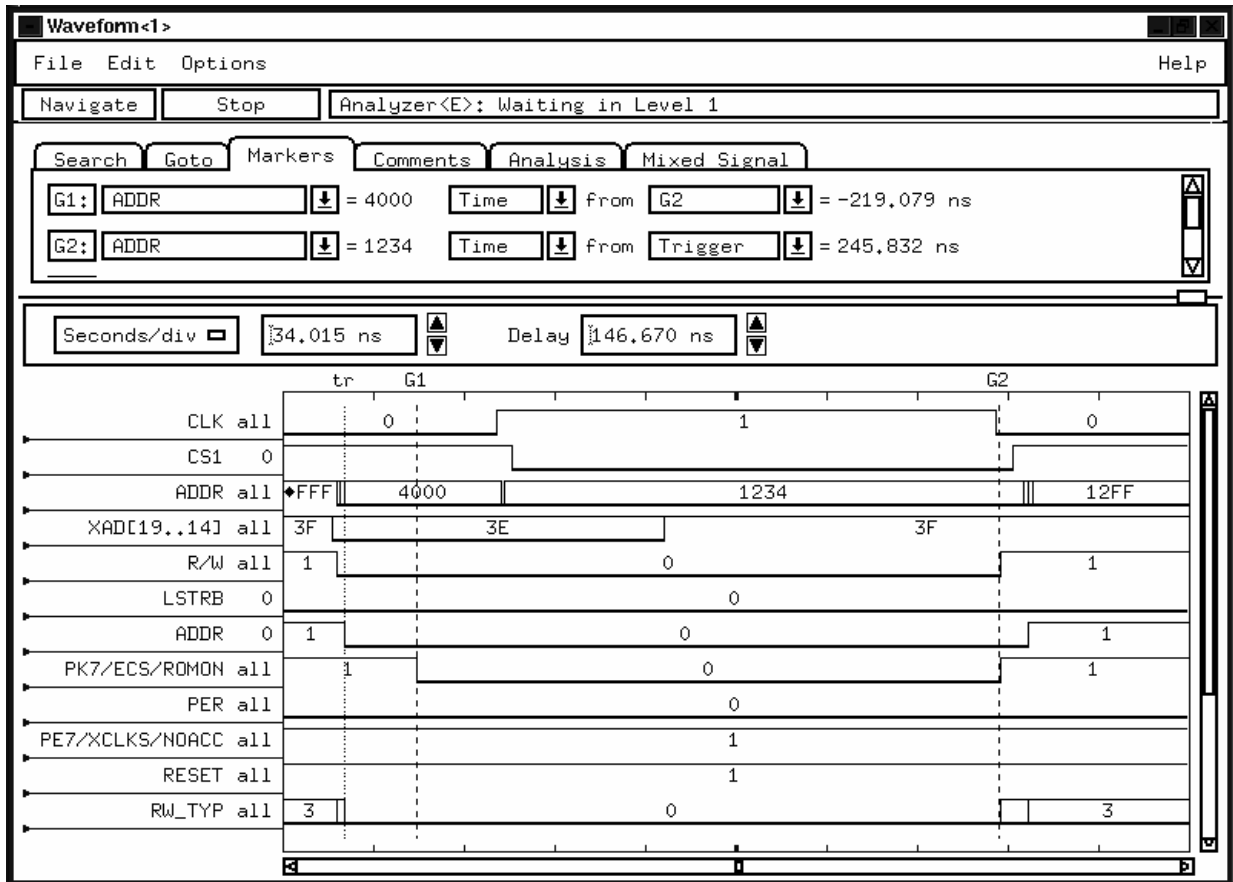 Waveform<1>
File Edit Options Help
Navigate Stop Analyzer<E>: Waiting in Level 1
Search Goto Markers Comments Analysis Mixed Signal
G1: ADDR = 4000 Time from G2 = -219.079 ns
G2: ADDR = 1234 Time from Trigger = 245.832 ns
Seconds/div 34.015 ns Delay 146.670 ns
tr G1 G2
CLK all 0 1 0
CS1 0
ADDR all ◆FFF 4000 1234 12FF
XAD[19..14] all 3F 3E 3F
R/W all 1 0 1
LSTRB 0 0
ADDR 0 1 0 1
PK7/ECS/ROMON all 1 0 1
PER all 0
PE7/XCLKS/NOACC all 1
RESET all 1
RW_TYP all 3 0 3